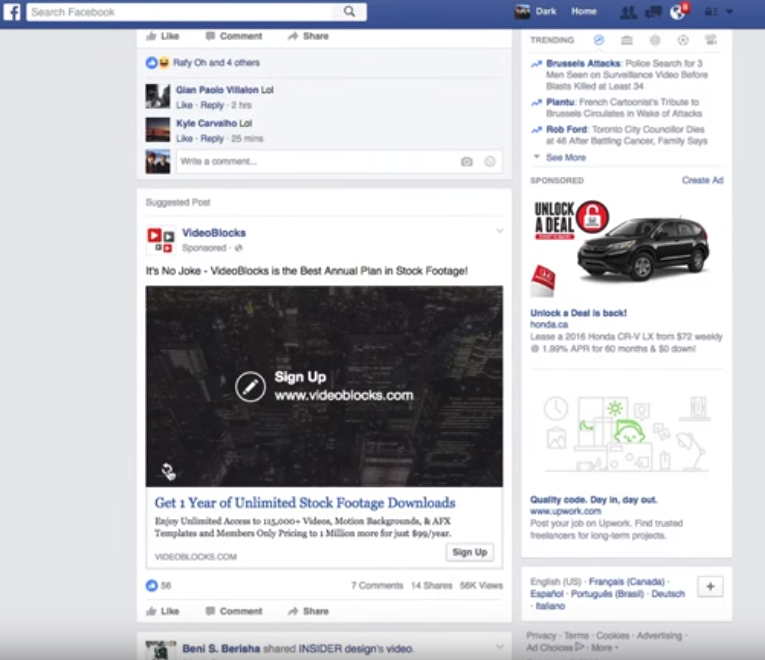 Search Facebook
Dark
Home
8
Like Comment Share
Rafy Oh and 4 others
Gian Paolo Villalon Lol
Like · Reply · 2 hrs
Kyle Carvalho Lol
Like · Reply · 25 mins
Write a comment...
Suggested Post
VideoBlocks
Sponsored ·
It's No Joke - VideoBlocks is the Best Annual Plan in Stock Footage!
Sign Up
www.videoblocks.com
Get 1 Year of Unlimited Stock Footage Downloads
Enjoy Unlimited Access to 115,000+ Videos, Motion Backgrounds, & AFX
Templates and Members Only Pricing to 1 Million more for just $99/year.
VIDEOBLOCKS.COM
Sign Up
56
7 Comments 14 Shares 56K Views
Like Comment Share
Beni S. Berisha shared INSIDER design's video.
TRENDING
Brussels Attacks: Police Search for 3
Men Seen on Surveillance Video Before
Blasts Killed at Least 34
Plantu: French Cartoonist's Tribute to
Brussels Circulates in Wake of Attacks
Rob Ford: Toronto City Councillor Dies
at 46 After Battling Cancer, Family Says
See More
SPONSORED
Create Ad
UNLOCK
A DEAL
Unlock a Deal is back!
honda.ca
Lease a 2016 Honda CR-V LX from $72 weekly
@ 1.99% APR for 60 months & $0 down!
Quality code. Day in, day out.
www.upwork.com
Post your job on Upwork. Find trusted
freelancers for long-term projects.
English (US) · Français (Canada) ·
Español · Português (Brasil) · Deutsch
· Italiano
+
Privacy · Terms · Cookies · Advertising ·
Ad Choices · More